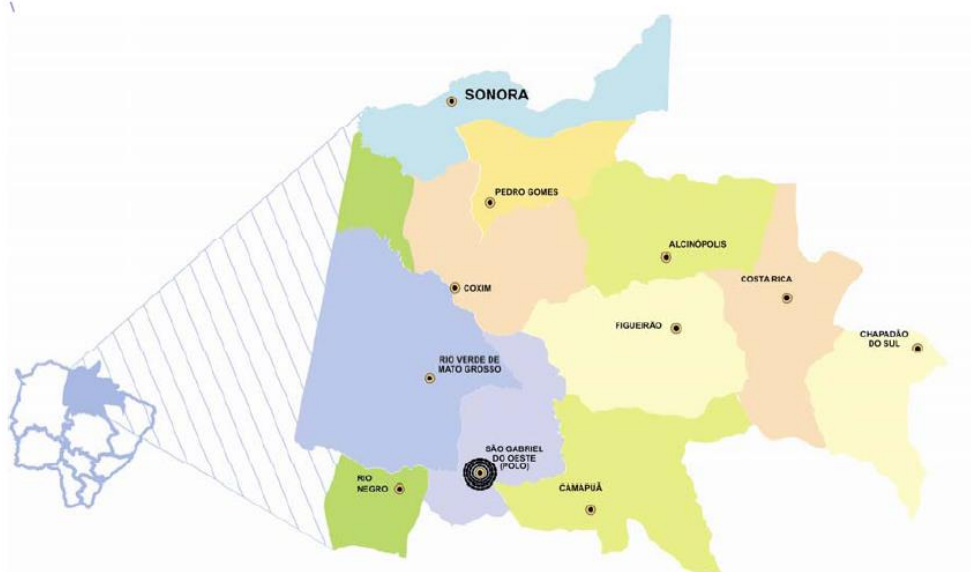 SONORA
PEDRO GOMES
ALCINÓPOLIS
COSTA RICA
COXIM
FIGUEIRÃO
CHAPADÃO
DO SUL
RIO VERDE DE
MATO GROSSO
SÃO GABRIEL
DO OESTE
(POLO)
RIO
NEGRO
CAMAPUÃ